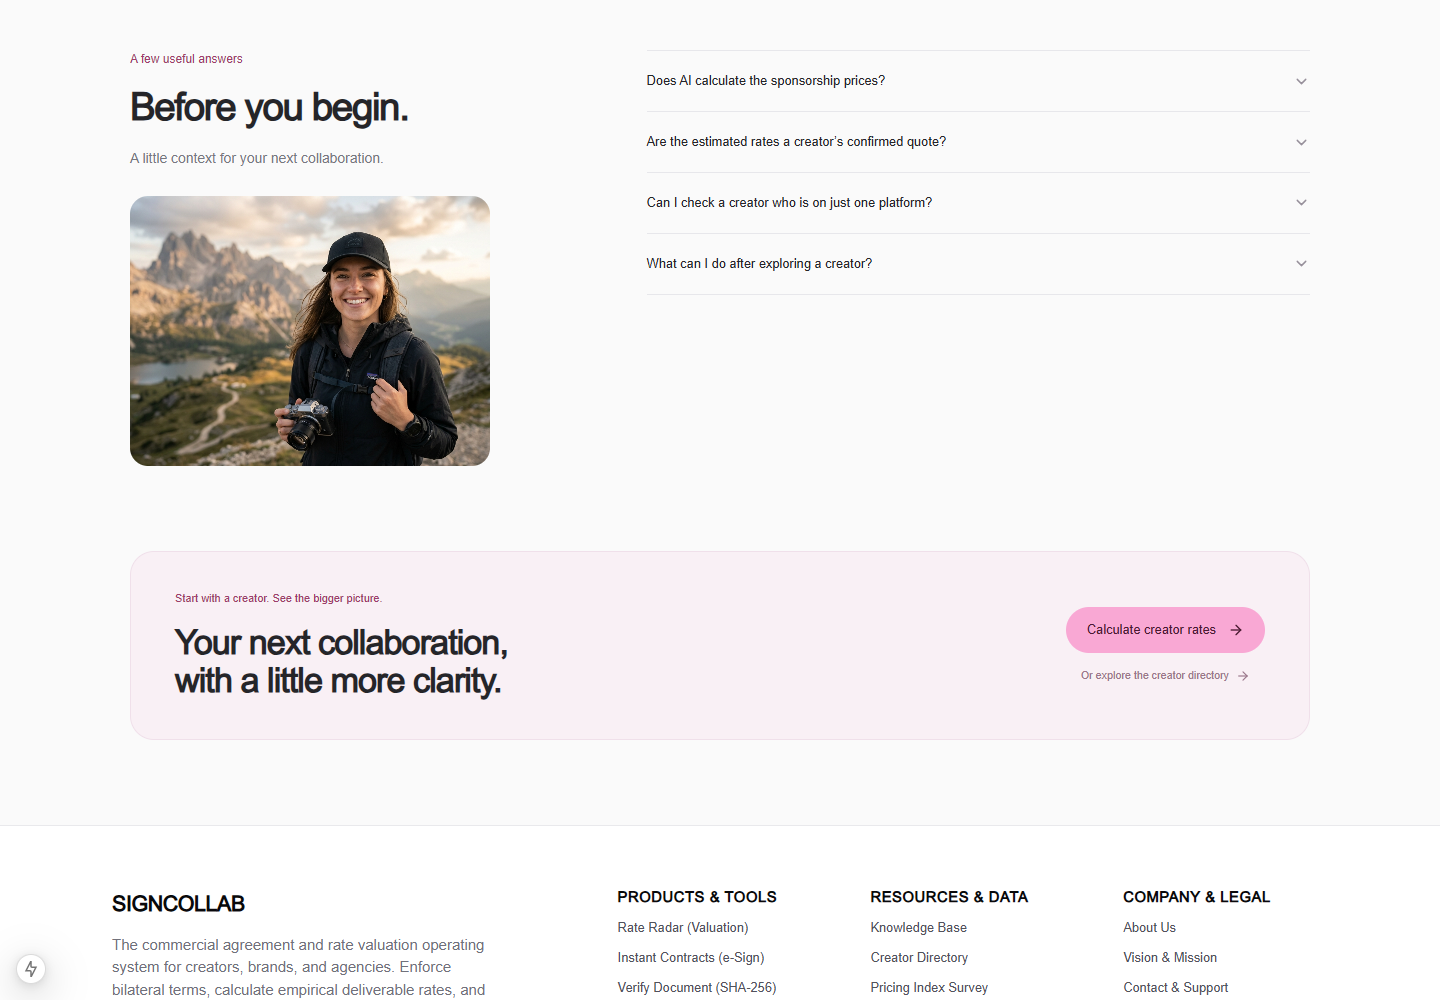 A few useful answers
Before you begin.
A little context for your next collaboration.
Does AI calculate the sponsorship prices?
Are the estimated rates a creator's confirmed quote?
Can I check a creator who is on just one platform?
What can I do after exploring a creator?
Start with a creator. See the bigger picture.
Your next collaboration,
with a little more clarity.
Calculate creator rates
Or explore the creator directory
SIGNCOLLAB
The commercial agreement and rate valuation operating
system for creators, brands, and agencies. Enforce
bilateral terms, calculate empirical deliverable rates, and
PRODUCTS & TOOLS
Rate Radar (Valuation)
Instant Contracts (e-Sign)
Verify Document (SHA-256)
RESOURCES & DATA
Knowledge Base
Creator Directory
Pricing Index Survey
COMPANY & LEGAL
About Us
Vision & Mission
Contact & Support